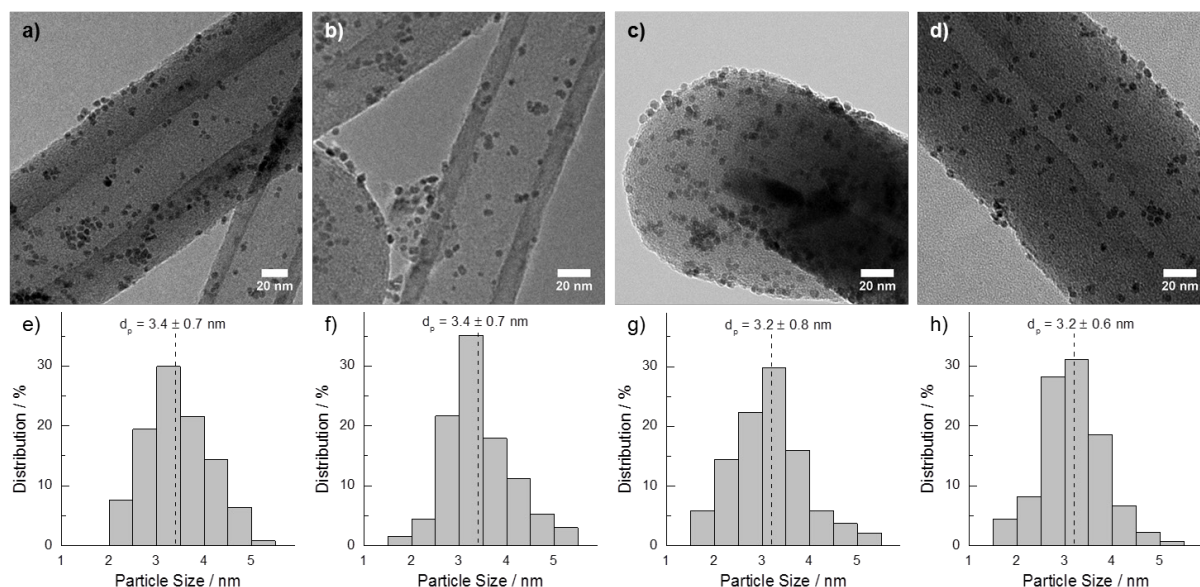 a)
b)
c)
d)
20 nm
20 nm
20 nm
20 nm
e)
dp = 3.4 ± 0.7 nm
f)
dp = 3.4 ± 0.7 nm
g)
dp = 3.2 ± 0.8 nm
h)
dp = 3.2 ± 0.6 nm
Distribution / %
30
20
10
0
1 2 3 4 5
Particle Size / nm
Distribution / %
30
20
10
0
1 2 3 4 5
Particle Size / nm
Distribution / %
30
20
10
0
1 2 3 4 5
Particle Size / nm
Distribution / %
30
20
10
0
1 2 3 4 5
Particle Size / nm